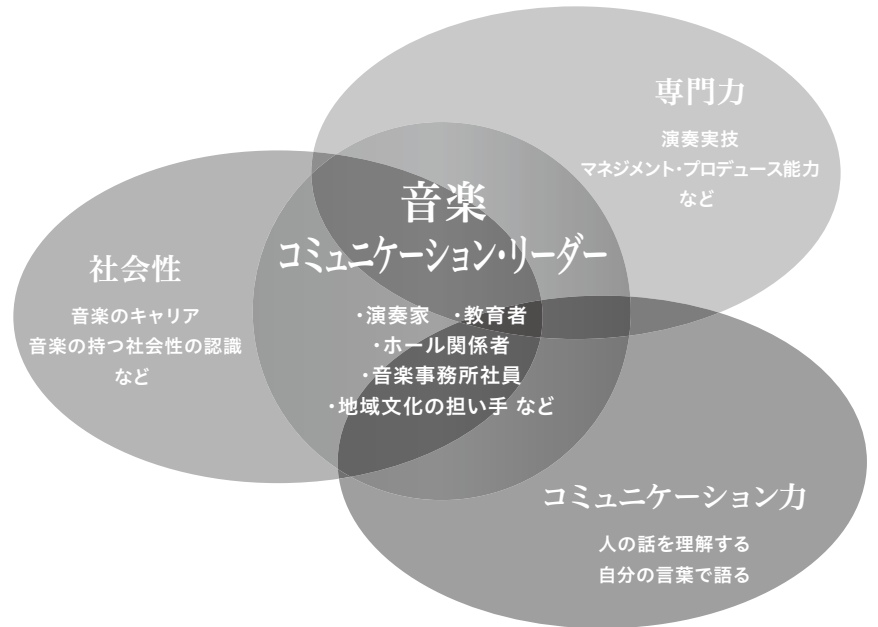 専門力
演奏実技
マネジメント・プロデュース能力
など
音楽
コミュニケーション・リーダー
・演奏家　・教育者
・ホール関係者
・音楽事務所社員
・地域文化の担い手 など
社会性
音楽のキャリア
音楽の持つ社会性の認識
など
コミュニケーション力
人の話を理解する
自分の言葉で語る